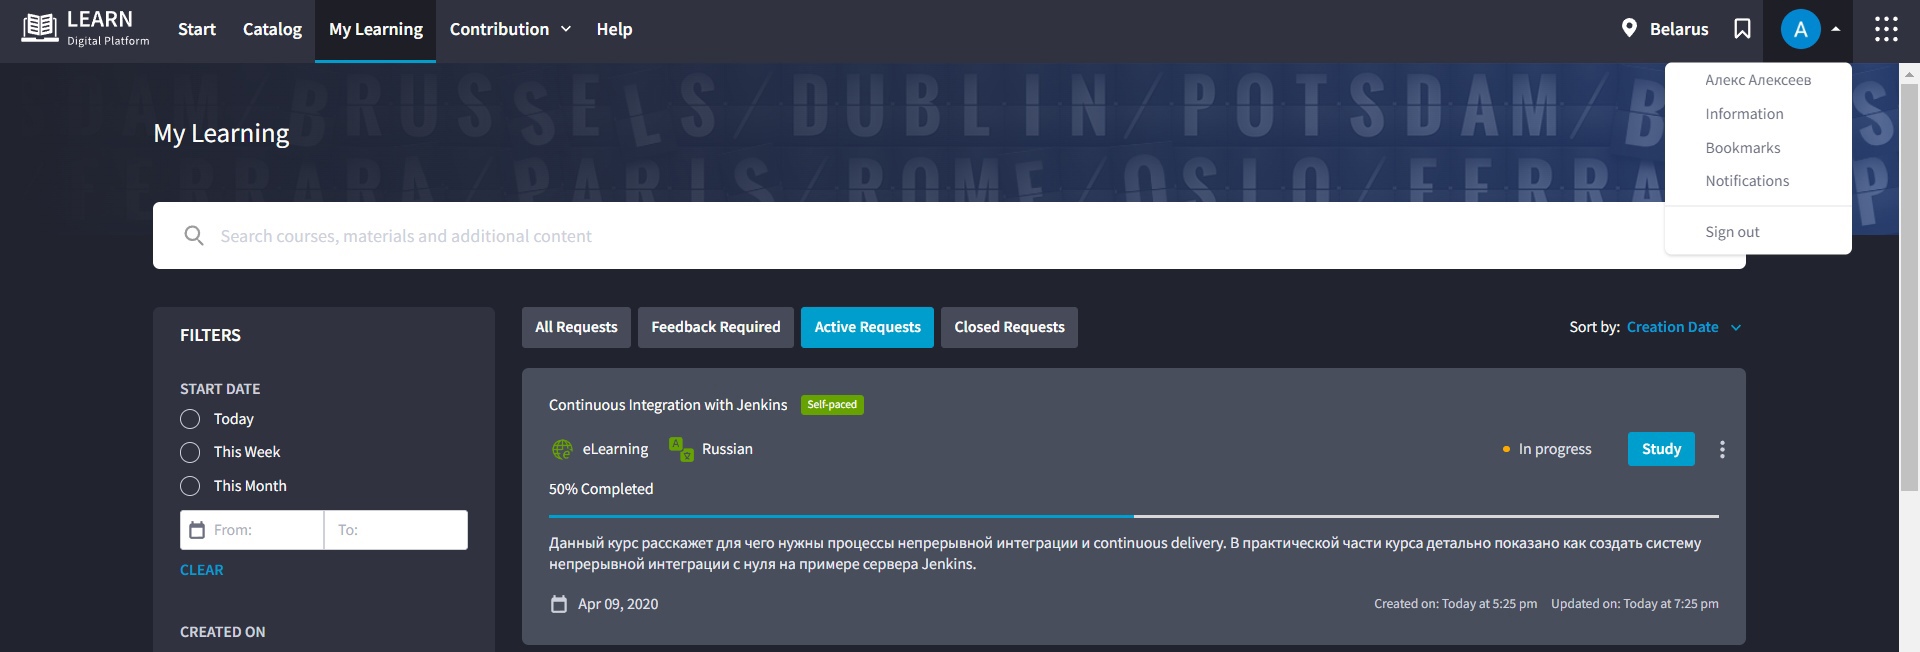 LEARN
Digital Platform
Start
Catalog
My Learning
Contribution
Help
Belarus
A
Алекс Алексеев
Information
Bookmarks
Notifications
Sign out
BRUSSELS/DUBLIN/POTSDAM/
FERRARA/PARIS/ROME/OSLO/FERRA
My Learning
Search courses, materials and additional content
FILTERS
START DATE
Today
This Week
This Month
From:
To:
CLEAR
CREATED ON
All Requests
Feedback Required
Active Requests
Closed Requests
Sort by: Creation Date
Continuous Integration with Jenkins
Self-paced
eLearning
Russian
In progress
Study
50% Completed
Данный курс расскажет для чего нужны процессы непрерывной интеграции и continuous delivery. В практической части курса детально показано как создать систему
непрерывной интеграции с нуля на примере сервера Jenkins.
Apr 09, 2020
Created on: Today at 5:25 pm
Updated on: Today at 7:25 pm